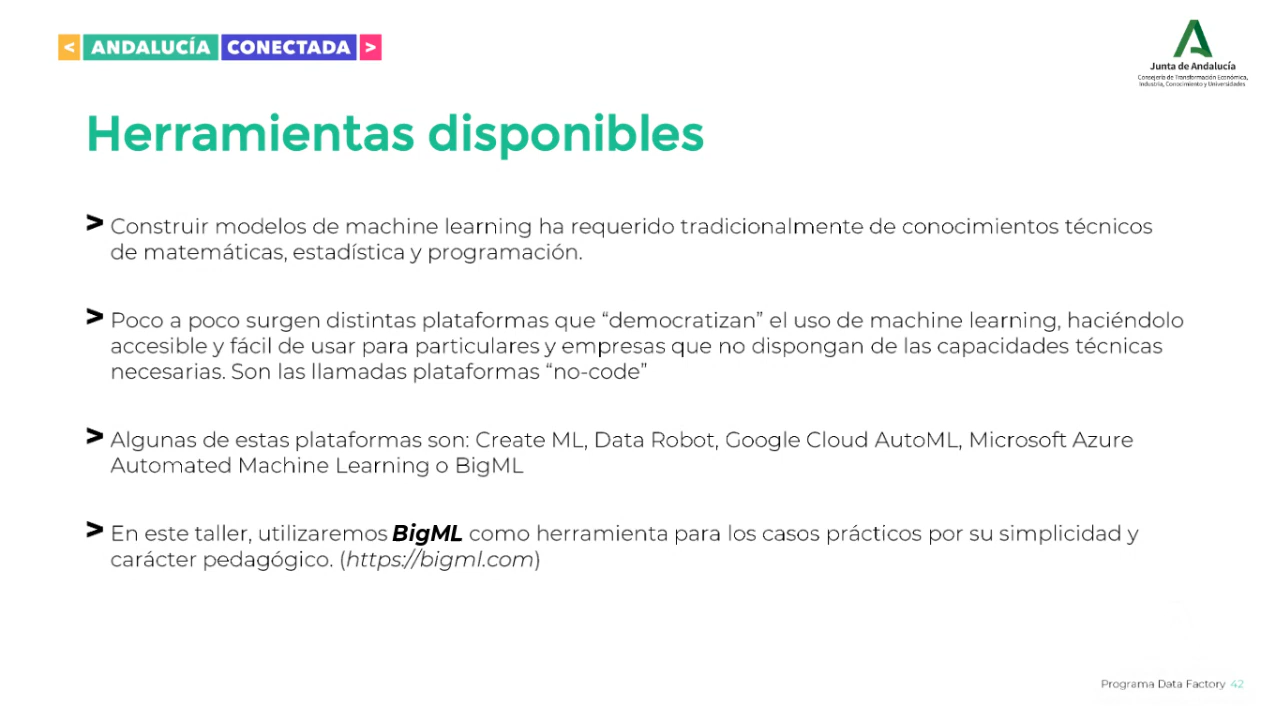 < ANDALUCÍA CONECTADA >
Junta de Andalucía
Consejería de Transformación Económica,
Industria, Conocimiento y Universidades
Herramientas disponibles
> Construir modelos de machine learning ha requerido tradicionalmente de conocimientos técnicos
de matemáticas, estadística y programación.
> Poco a poco surgen distintas plataformas que “democratizan” el uso de machine learning, haciéndolo
accesible y fácil de usar para particulares y empresas que no dispongan de las capacidades técnicas
necesarias. Son las llamadas plataformas “no-code”
> Algunas de estas plataformas son: Create ML, Data Robot, Google Cloud AutoML, Microsoft Azure
Automated Machine Learning o BigML
> En este taller, utilizaremos BigML como herramienta para los casos prácticos por su simplicidad y
carácter pedagógico. (https://bigml.com)
Programa Data Factory 42